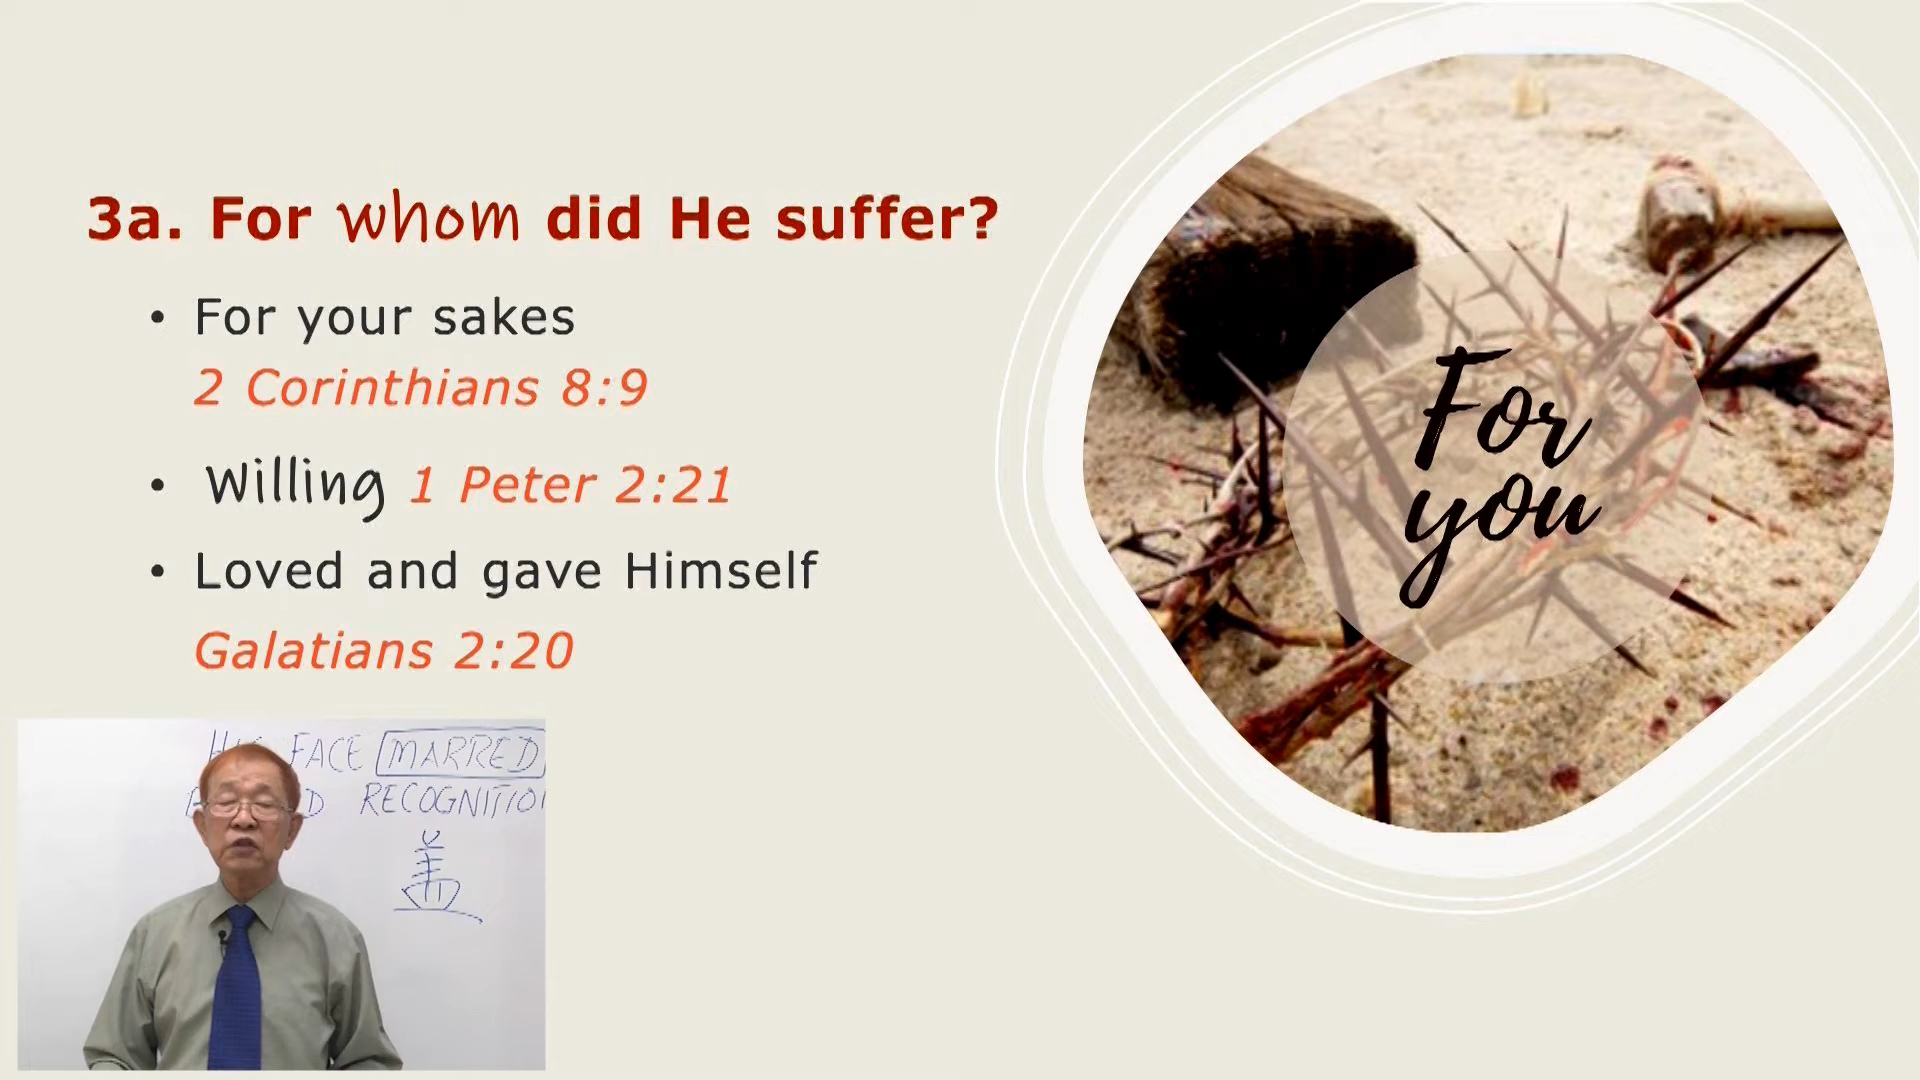 3a. For whom did He suffer?
• For your sakes
2 Corinthians 8:9
• Willing 1 Peter 2:21
• Loved and gave Himself
Galatians 2:20
For
you
FACE MARRED
RECOGNITION